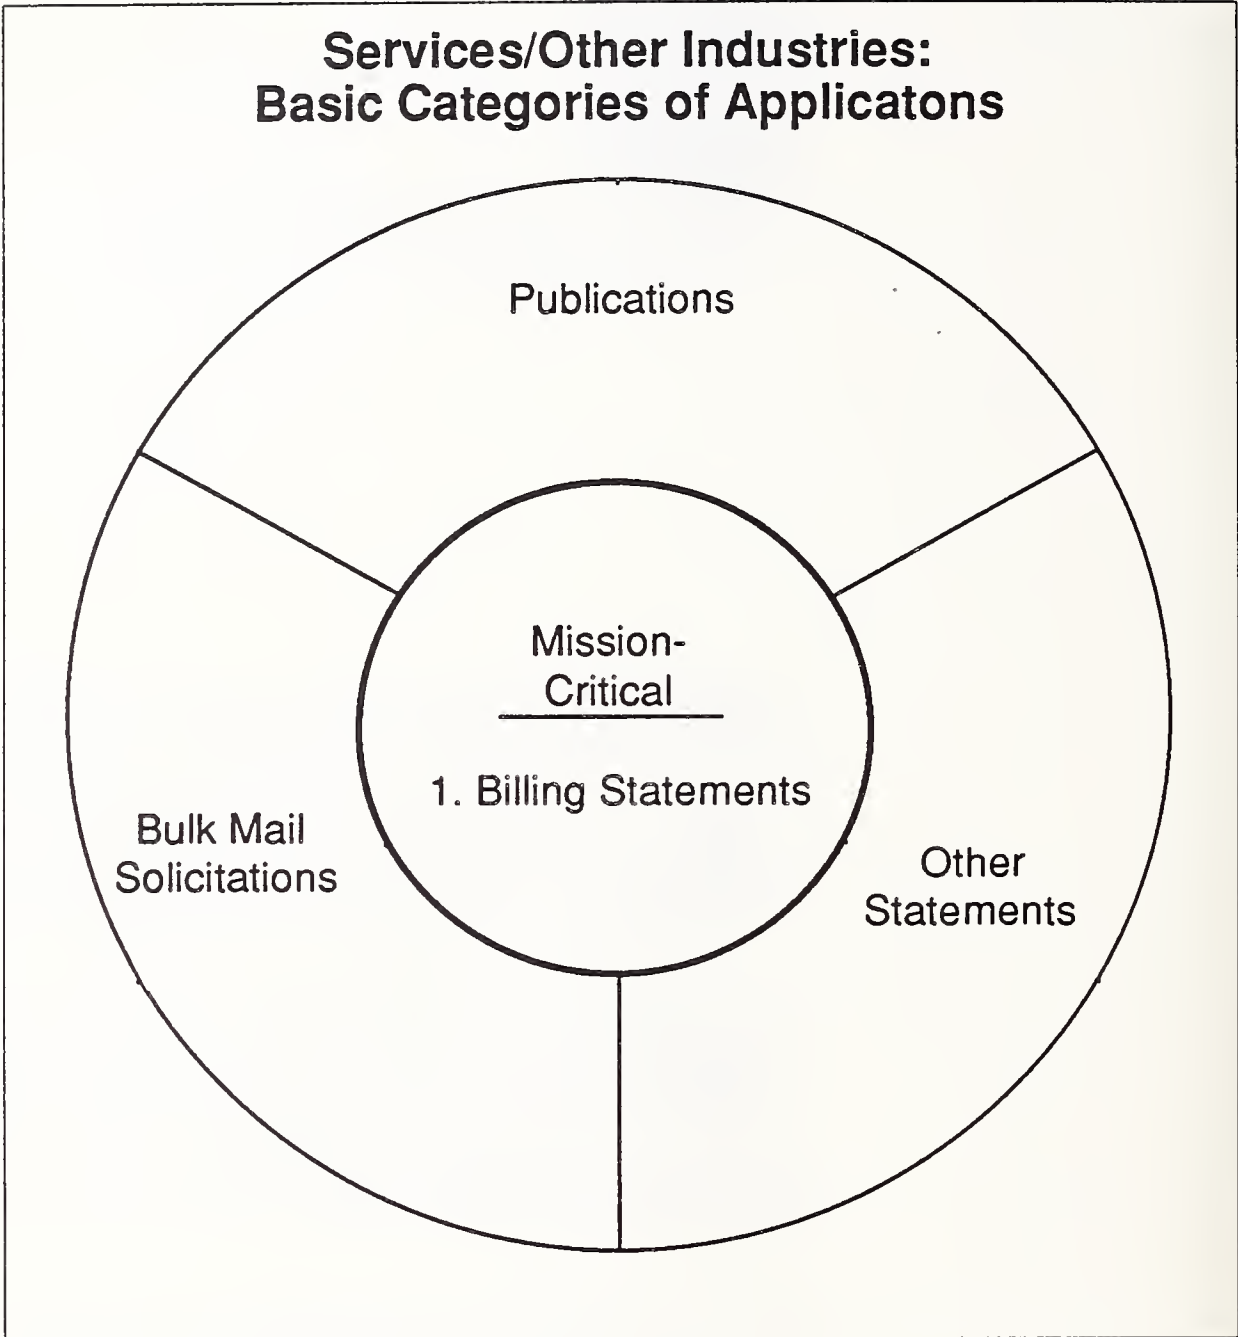 Services/Other Industries:
Basic Categories of Applicatons
Publications
Mission-
Critical
1. Billing Statements
Bulk Mail
Solicitations
Other
Statements